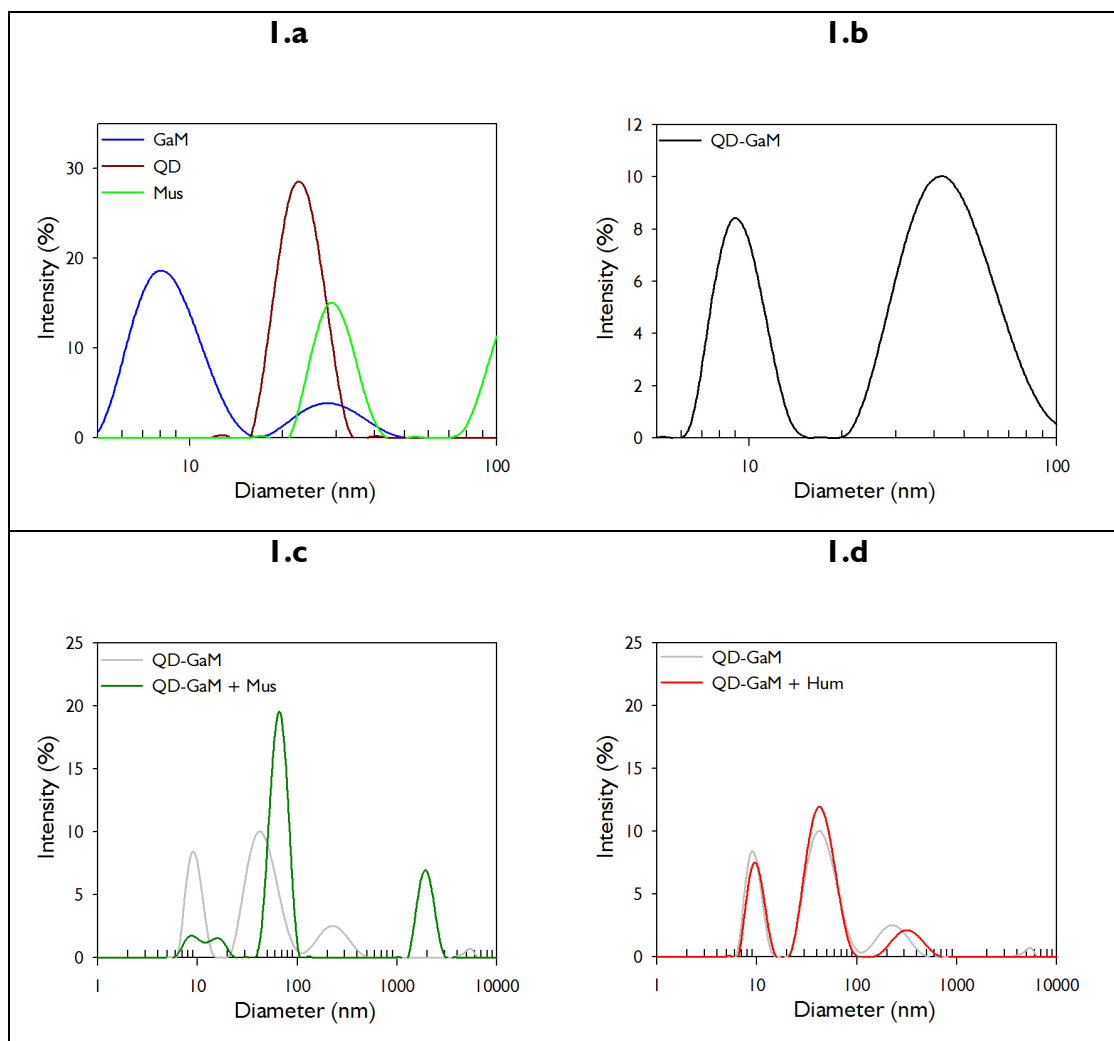 1.a
1.b
GaM
QD
Mus
30
20
10
0
Intensity (%)
10
100
Diameter (nm)
QD-GaM
12
10
8
6
4
2
0
Intensity (%)
10
100
Diameter (nm)
1.c
1.d
QD-GaM
QD-GaM + Mus
25
20
15
10
5
0
Intensity (%)
1
10
100
1000
10000
Diameter (nm)
QD-GaM
QD-GaM + Hum
25
20
15
10
5
0
Intensity (%)
1
10
100
1000
10000
Diameter (nm)